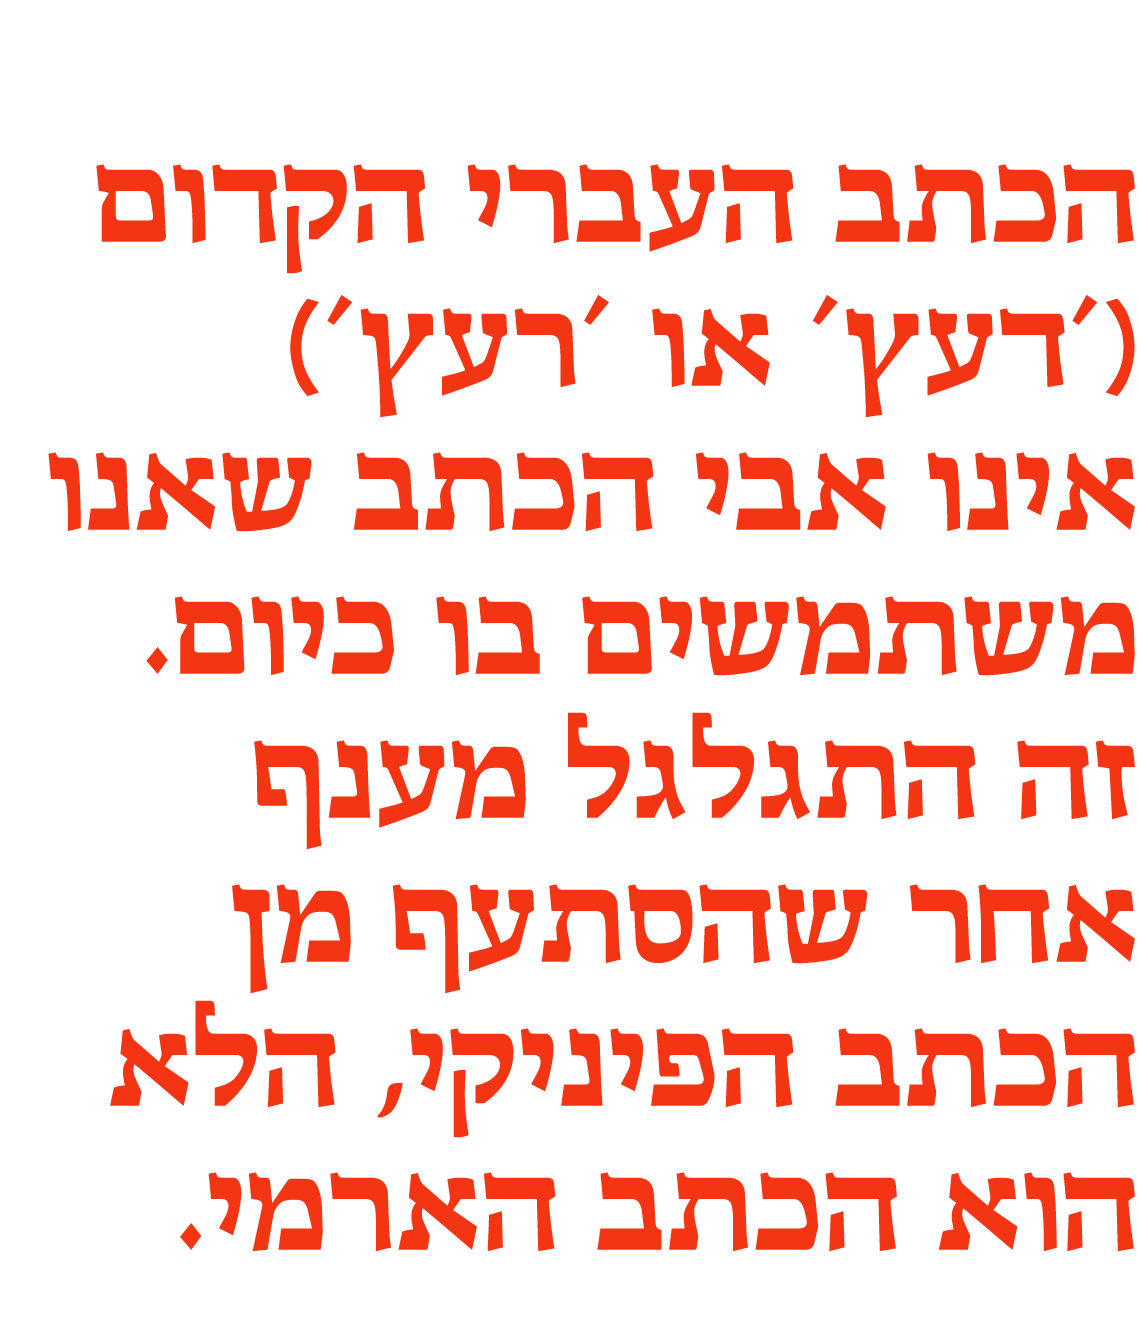 הכתב העברי הקדום
(׳דעץ׳ או ׳רעץ׳)
אינו אבי הכתב שאנו
משתמשים בו כיום.
זה התגלגל מענף
אחר שהסתעף מן
הכתב הפיניקי, הלא
הוא הכתב הארמי.